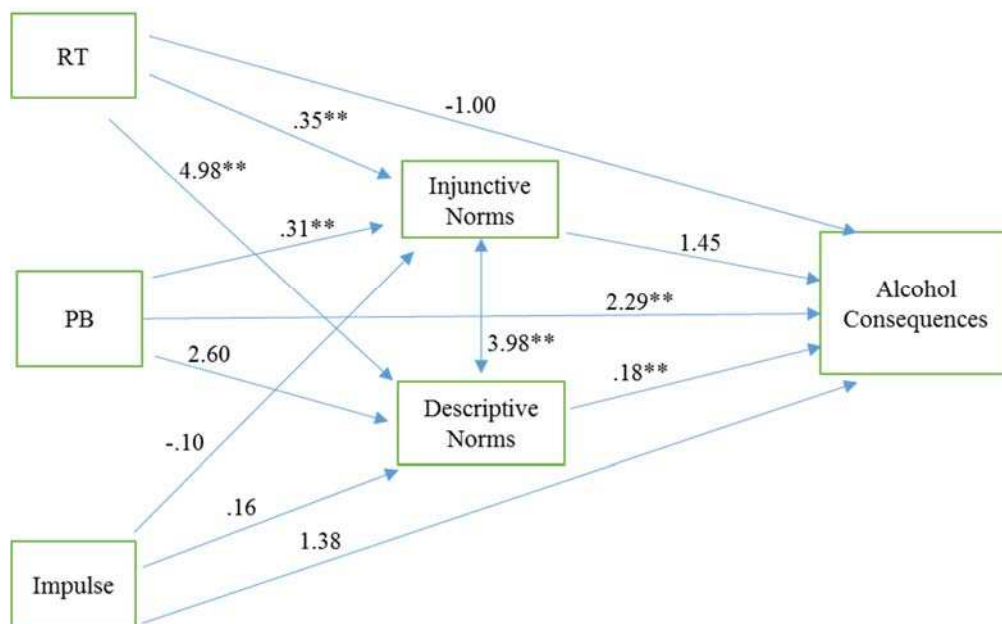 RT
-1.00
.35**
4.98**
Injunctive
Norms
.31**
1.45
Alcohol
Consequences
PB
2.29**
3.98**
2.60
.18**
Descriptive
Norms
-.10
.16
1.38
Impulse